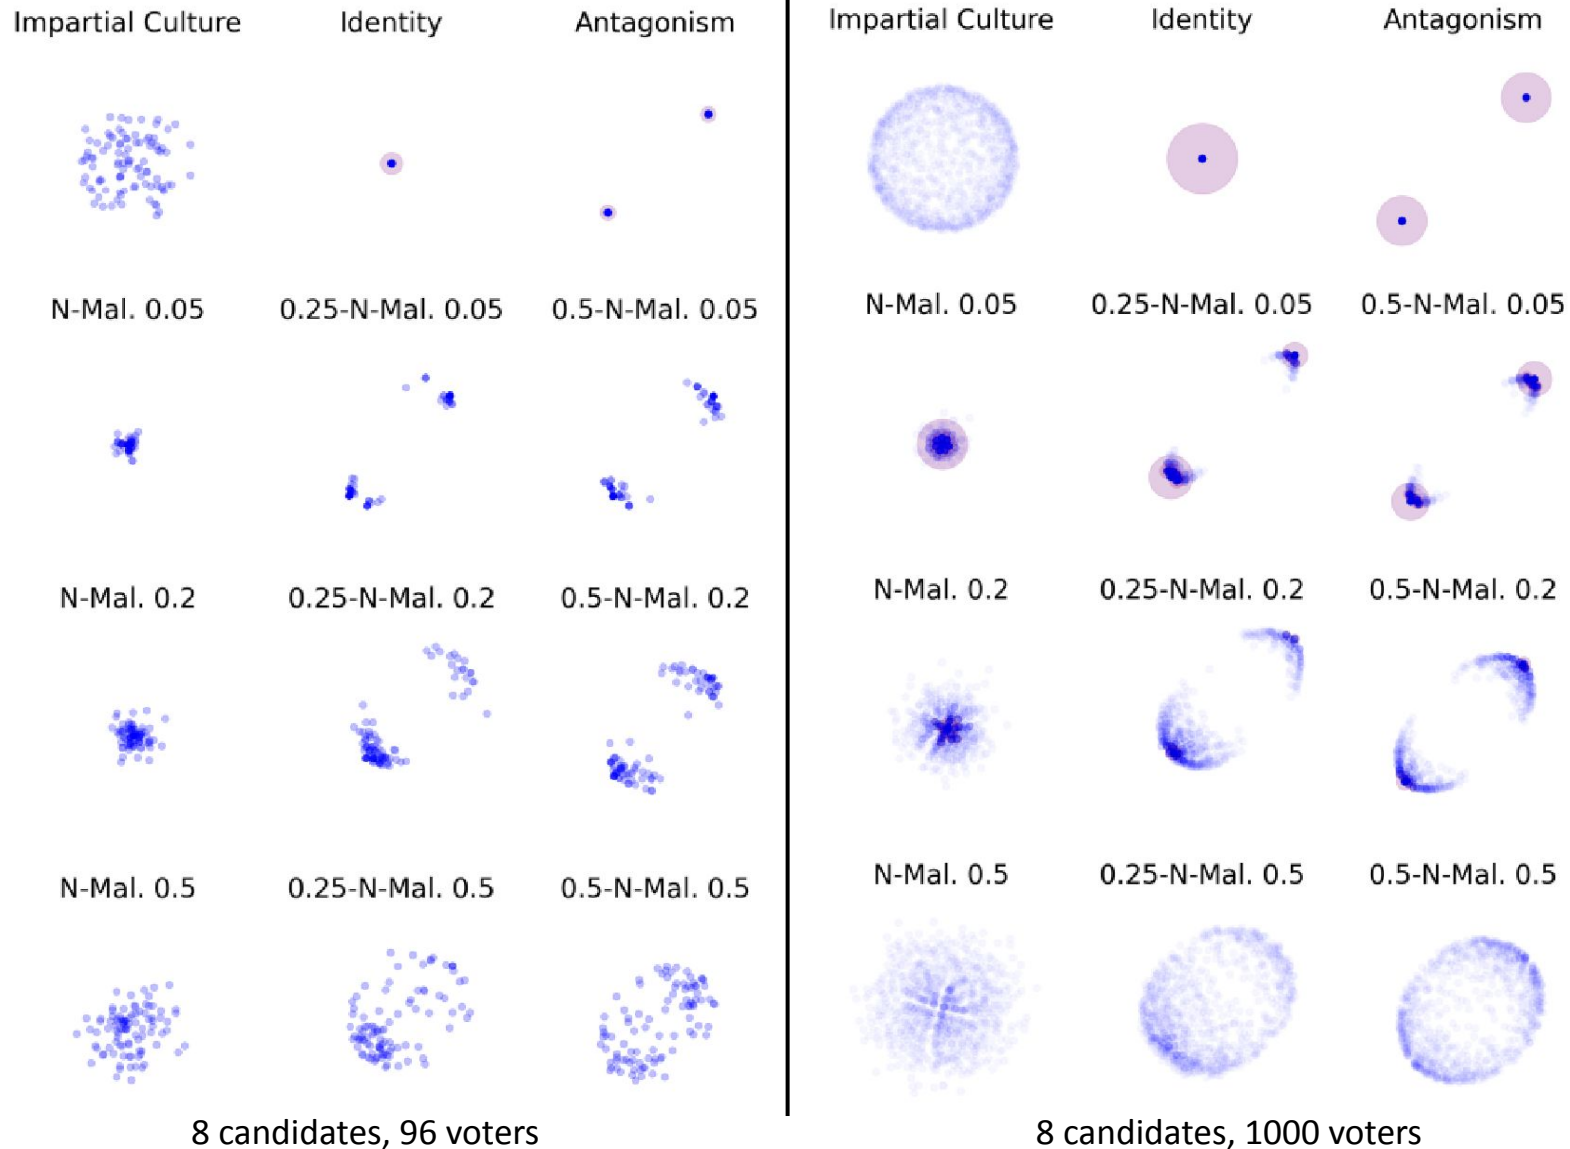 Impartial Culture Identity Antagonism
N-Mal. 0.05 0.25-N-Mal. 0.05 0.5-N-Mal. 0.05
N-Mal. 0.2 0.25-N-Mal. 0.2 0.5-N-Mal. 0.2
N-Mal. 0.5 0.25-N-Mal. 0.5 0.5-N-Mal. 0.5
8 candidates, 96 voters
Impartial Culture Identity Antagonism
N-Mal. 0.05 0.25-N-Mal. 0.05 0.5-N-Mal. 0.05
N-Mal. 0.2 0.25-N-Mal. 0.2 0.5-N-Mal. 0.2
N-Mal. 0.5 0.25-N-Mal. 0.5 0.5-N-Mal. 0.5
8 candidates, 1000 voters